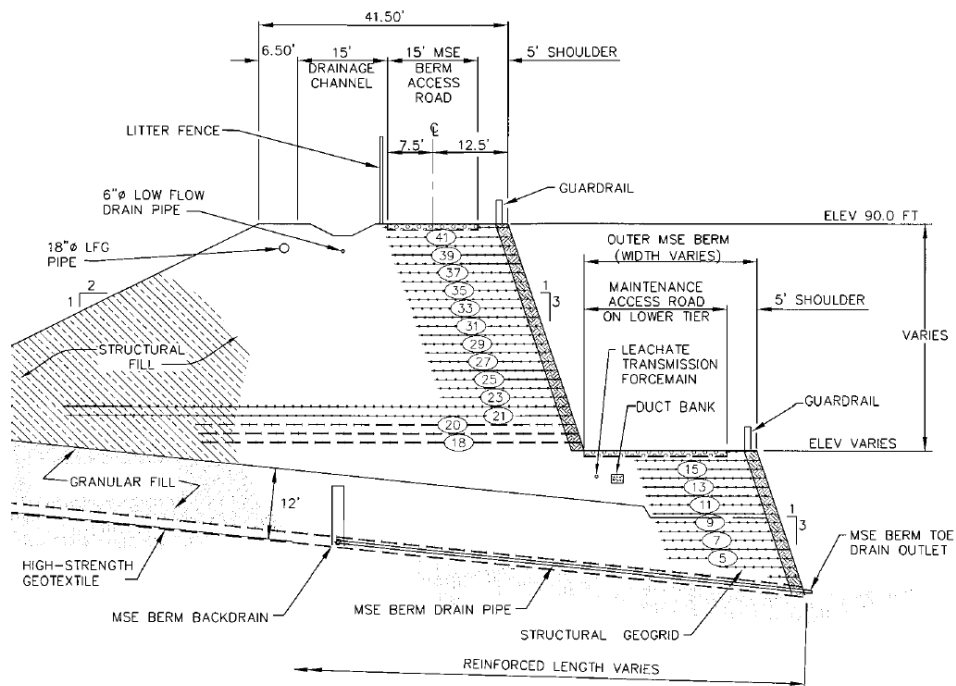 41.50'
6.50'
15'
DRAINAGE
CHANNEL
15' MSE
BERM
ACCESS
ROAD
5' SHOULDER
LITTER FENCE
℄
7.5'
12.5'
6"ø LOW FLOW
DRAIN PIPE
GUARDRAIL
ELEV 90.0 FT
18"ø LFG
PIPE
41
39
37
35
33
31
29
27
25
23
21
20
18
OUTER MSE BERM
(WIDTH VARIES)
2
1
1
3
MAINTENANCE
ACCESS ROAD
ON LOWER TIER
5' SHOULDER
VARIES
STRUCTURAL
FILL
LEACHATE
TRANSMISSION
FORCEMAIN
DUCT BANK
GUARDRAIL
ELEV VARIES
15
13
11
9
7
5
GRANULAR FILL
12'
1
3
MSE BERM TOE
DRAIN OUTLET
HIGH-STRENGTH
GEOTEXTILE
MSE BERM BACKDRAIN
MSE BERM DRAIN PIPE
STRUCTURAL GEOGRID
REINFORCED LENGTH VARIES